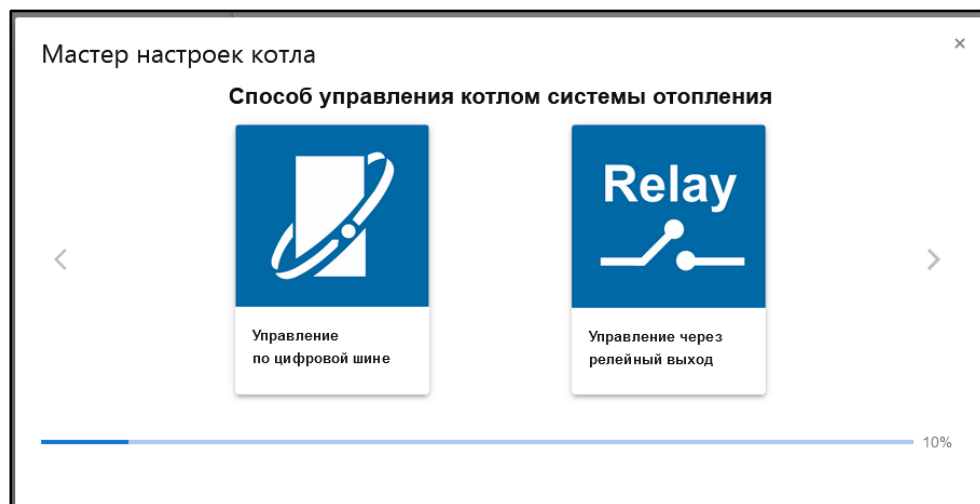 Мастер настроек котла
×
Способ управления котлом системы отопления
Relay
Управление
по цифровой шине
Управление через
релейный выход
10%